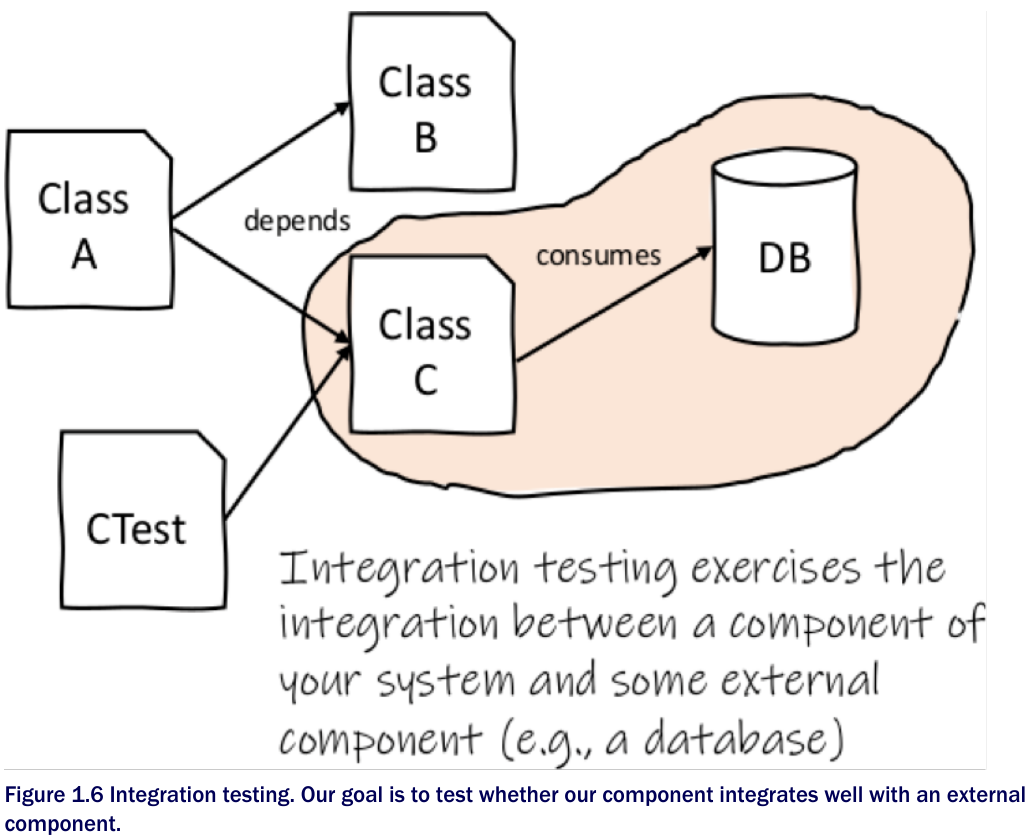 Class
B
Class
A
depends
consumes
DB
Class
C
CTest
Integration testing exercises the
integration between a component of
your system and some external
component (e.g., a database)
Figure 1.6 Integration testing. Our goal is to test whether our component integrates well with an external
component.